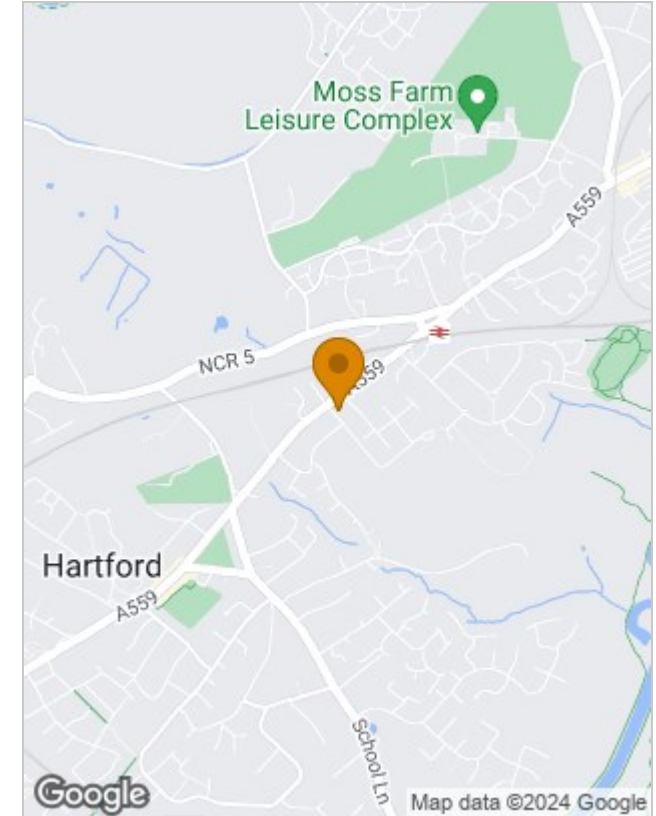 Moss Farm
Leisure Complex
A559
NCR 5
A559
Hartford
A559
School Ln
Google
Map data ©2024 Google